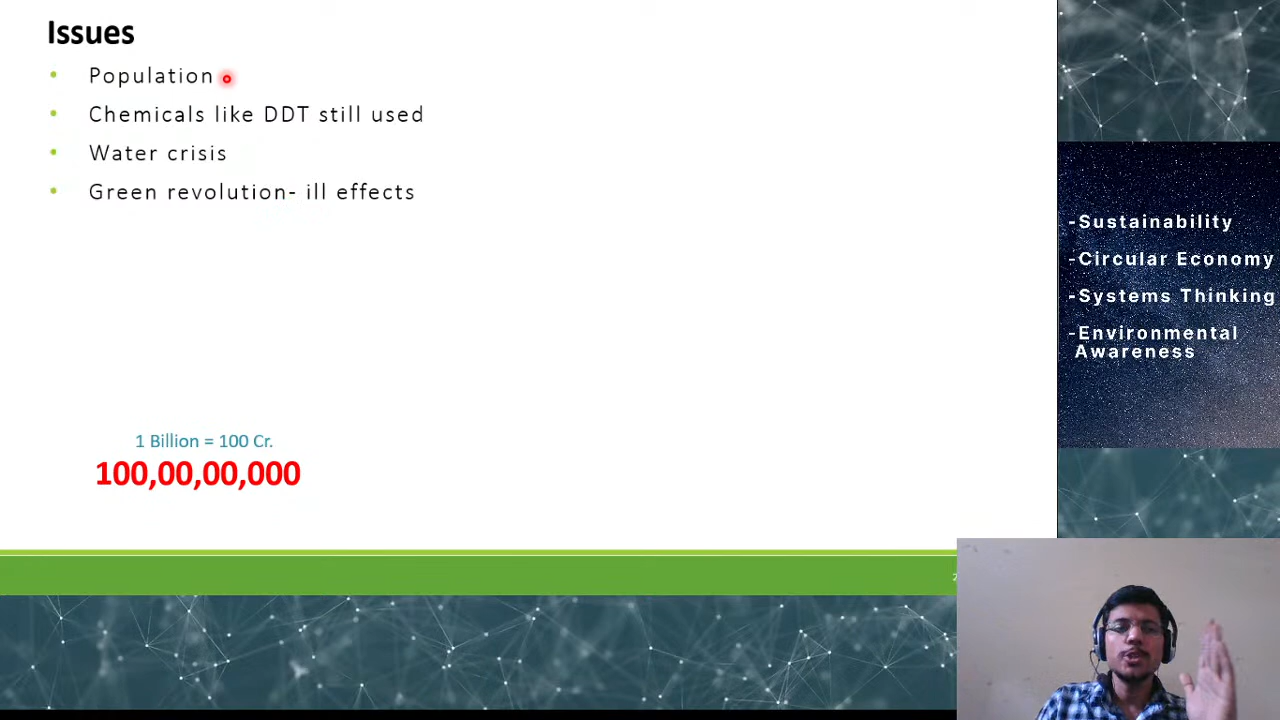 Issues
• Population
• Chemicals like DDT still used
• Water crisis
• Green revolution- ill effects
1 Billion = 100 Cr.
100,00,00,000
-Sustainability
-Circular Economy
-Systems Thinking
-Environmental
Awareness